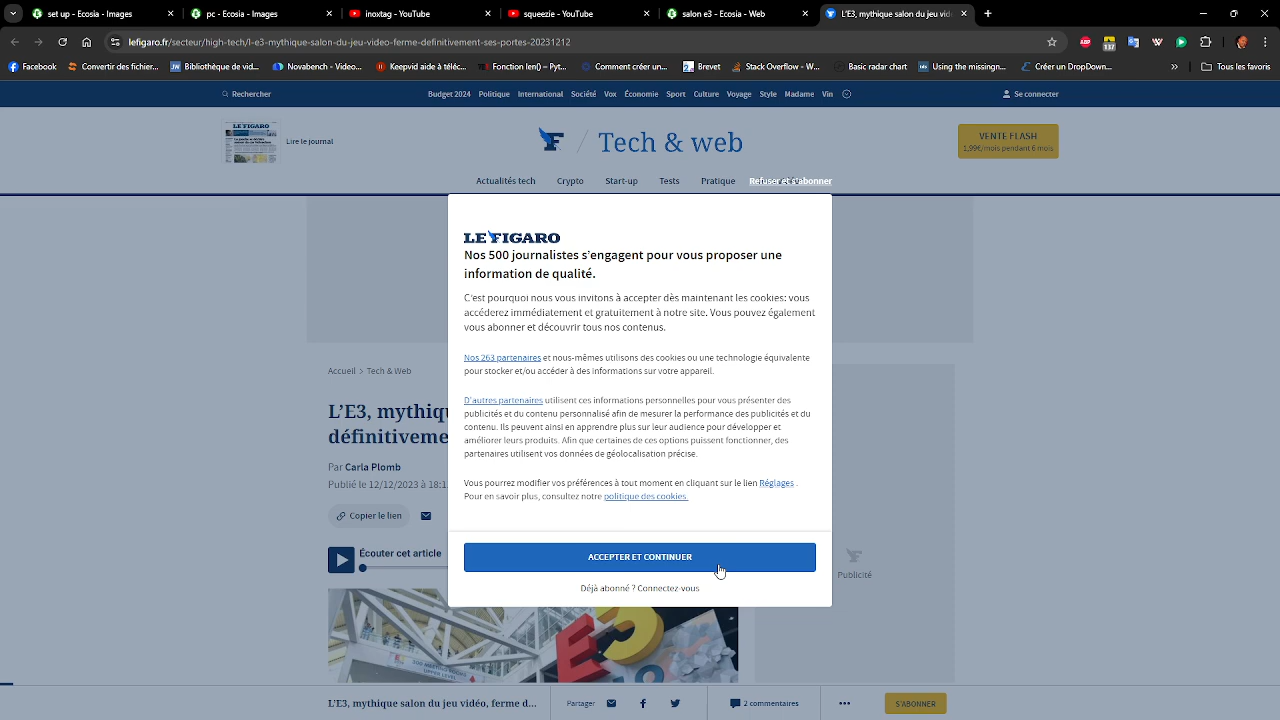 set up - Ecosia - Images
pc - Ecosia - Images
inoxtag - YouTube
squeezie - YouTube
salon e3 - Ecosia - Web
L'E3, mythique salon du jeu vidé
lefigaro.fr/secteur/high-tech/l-e3-mythique-salon-du-jeu-video-ferme-definitivement-ses-portes-20231212
137
Facebook
Convertir des fichier...
Bibliothèque de vid...
Novabench - Video...
Keepvid aide à téléc...
Fonction len() – Pyt...
Comment créer un...
Brevet
Stack Overflow - W...
Basic radar chart
Using the missingn...
Créer un DropDown...
Tous les favoris
Rechercher
Budget 2024 Politique International Société Vox Économie Sport Culture Voyage Style Madame Vin
Se connecter
LE FIGARO
Lire le journal
F / Tech & web
VENTE FLASH
1,99€/mois pendant 6 mois
Actualités tech Crypto Start-up Tests Pratique Refuser et s'abonner
LE FIGARO
Nos 500 journalistes s'engagent pour vous proposer une
information de qualité.
C'est pourquoi nous vous invitons à accepter dès maintenant les cookies: vous
accéderez immédiatement et gratuitement à notre site. Vous pouvez également
vous abonner et découvrir tous nos contenus.
Nos 263 partenaires et nous-mêmes utilisons des cookies ou une technologie équivalente
pour stocker et/ou accéder à des informations sur votre appareil.
D'autres partenaires utilisent ces informations personnelles pour vous présenter des
publicités et du contenu personnalisé afin de mesurer la performance des publicités et du
contenu. Ils peuvent ainsi en apprendre plus sur leur audience pour développer et
améliorer leurs produits. Afin que certaines de ces options puissent fonctionner, des
partenaires utilisent vos données de géolocalisation précise.
Vous pourrez modifier vos préférences à tout moment en cliquant sur le lien Réglages .
Pour en savoir plus, consultez notre politique des cookies.
ACCEPTER ET CONTINUER
Déjà abonné ? Connectez-vous
Accueil > Tech & Web
L'E3, mythiqu
définitiveme
Par Carla Plomb
Publié le 12/12/2023 à 18:1
Copier le lien
Écouter cet article
Publicité
E3
L'E3, mythique salon du jeu vidéo, ferme d...
Partager
2 commentaires
S'ABONNER